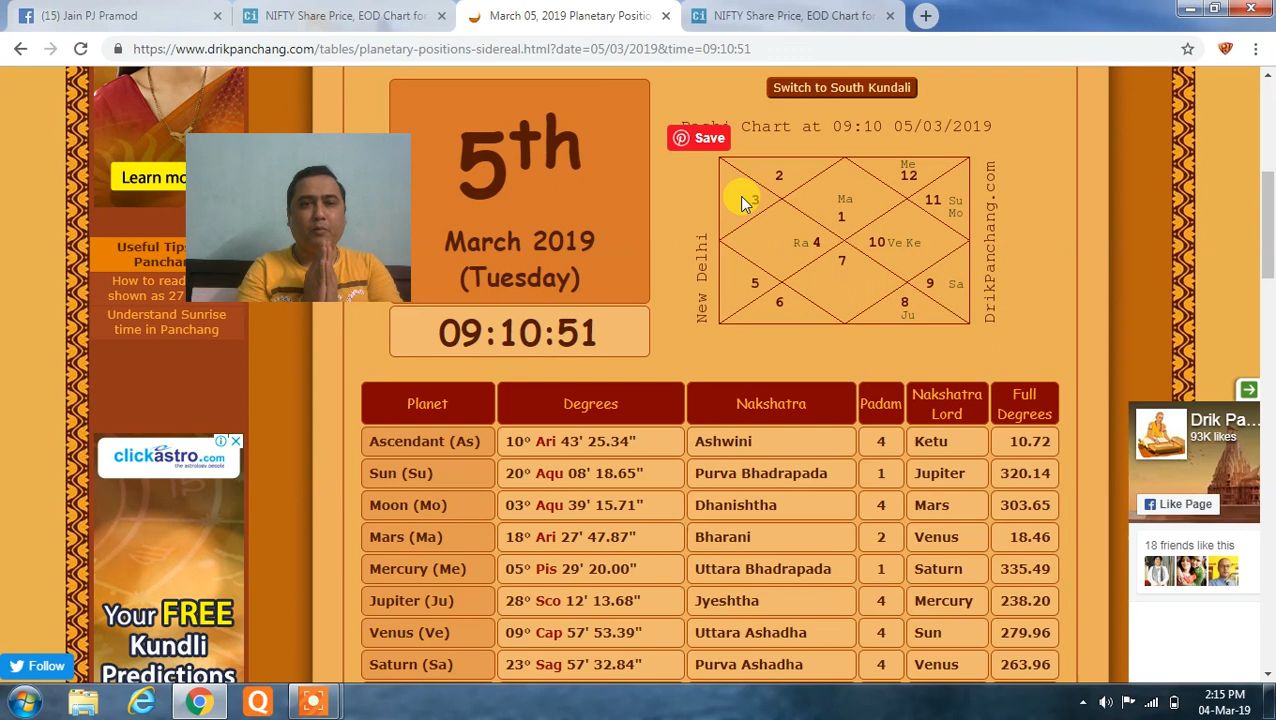 (15) Jain PJ Pramod
NIFTY Share Price, EOD Chart for
March 05, 2019 Planetary Positio
NIFTY Share Price, EOD Chart for
https://www.drikpanchang.com/tables/planetary-positions-sidereal.html?date=05/03/2019&time=09:10:51
Learn mo
Useful Tips
Panchan
How to read
shown as 27
Understand Sunrise
time in Panchang
clickastro.com
the astrology people
Your FREE
Kundli
Predictions
Follow
5th
March 2019
(Tuesday)
09:10:51
Switch to South Kundali
Chart at 09:10 05/03/2019
Save
New Delhi
DrikPanchang.com
Me
2 12
3 Ma 11 Su
1 Mo
Ra 4 10 Ve Ke
7
5 9 Sa
6 8
Ju
Planet Degrees Nakshatra Padam Nakshatra Lord Full Degrees
Ascendant (As) 10° Ari 43' 25.34" Ashwini 4 Ketu 10.72
Sun (Su) 20° Aqu 08' 18.65" Purva Bhadrapada 1 Jupiter 320.14
Moon (Mo) 03° Aqu 39' 15.71" Dhanishtha 4 Mars 303.65
Mars (Ma) 18° Ari 27' 47.87" Bharani 2 Venus 18.46
Mercury (Me) 05° Pis 29' 20.00" Uttara Bhadrapada 1 Saturn 335.49
Jupiter (Ju) 28° Sco 12' 13.68" Jyeshtha 4 Mercury 238.20
Venus (Ve) 09° Cap 57' 53.39" Uttara Ashadha 4 Sun 279.96
Saturn (Sa) 23° Sag 57' 32.84" Purva Ashadha 4 Venus 263.96
Drik Pa...
93K likes
Like Page
18 friends like this
2:15 PM
04-Mar-19